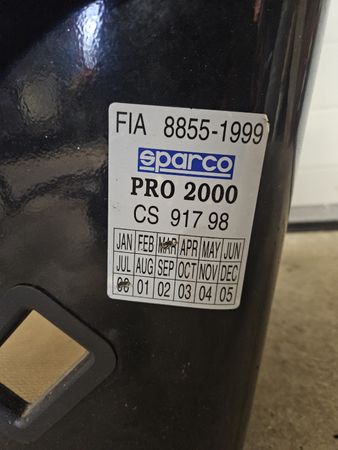 FIA 8855-1999
sparco
PRO 2000
CS 917 98
JAN FEB MAR APR MAY JUN
JUL AUG SEP OCT NOV DEC
00 01 02 03 04 05